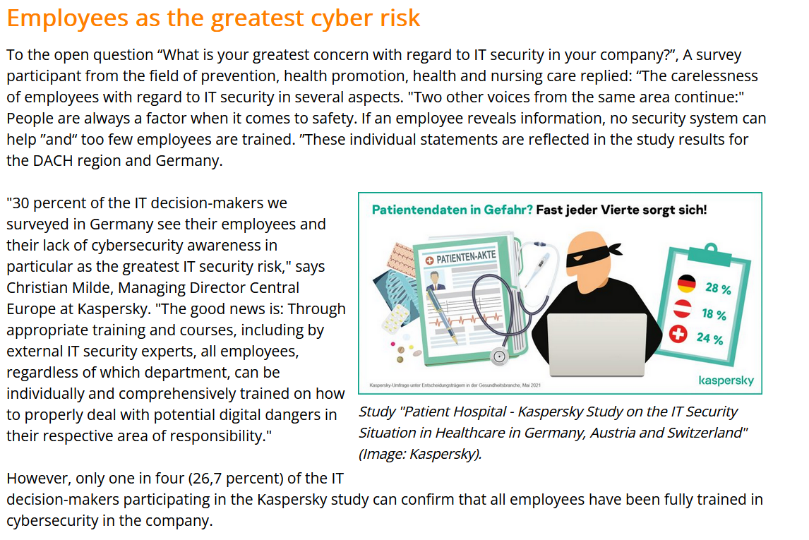 Employees as the greatest cyber risk
To the open question “What is your greatest concern with regard to IT security in your company?”, A survey
participant from the field of prevention, health promotion, health and nursing care replied: “The carelessness
of employees with regard to IT security in several aspects. "Two other voices from the same area continue:"
People are always a factor when it comes to safety. If an employee reveals information, no security system can
help ”and“ too few employees are trained. ”These individual statements are reflected in the study results for
the DACH region and Germany.
"30 percent of the IT decision-makers we
surveyed in Germany see their employees and
their lack of cybersecurity awareness in
particular as the greatest IT security risk," says
Christian Milde, Managing Director Central
Europe at Kaspersky. "The good news is: Through
appropriate training and courses, including by
external IT security experts, all employees,
regardless of which department, can be
individually and comprehensively trained on how
to properly deal with potential digital dangers in
their respective area of responsibility."
Patientendaten in Gefahr? Fast jeder Vierte sorgt sich!
PATIENTEN-AKTE
28 %
18 %
24 %
Kaspersky-Umfrage unter Entscheidungsträgern in der Gesundheitsbranche, Mai 2021
kaspersky
Study "Patient Hospital - Kaspersky Study on the IT Security
Situation in Healthcare in Germany, Austria and Switzerland"
(Image: Kaspersky).
However, only one in four (26,7 percent) of the IT
decision-makers participating in the Kaspersky study can confirm that all employees have been fully trained in
cybersecurity in the company.